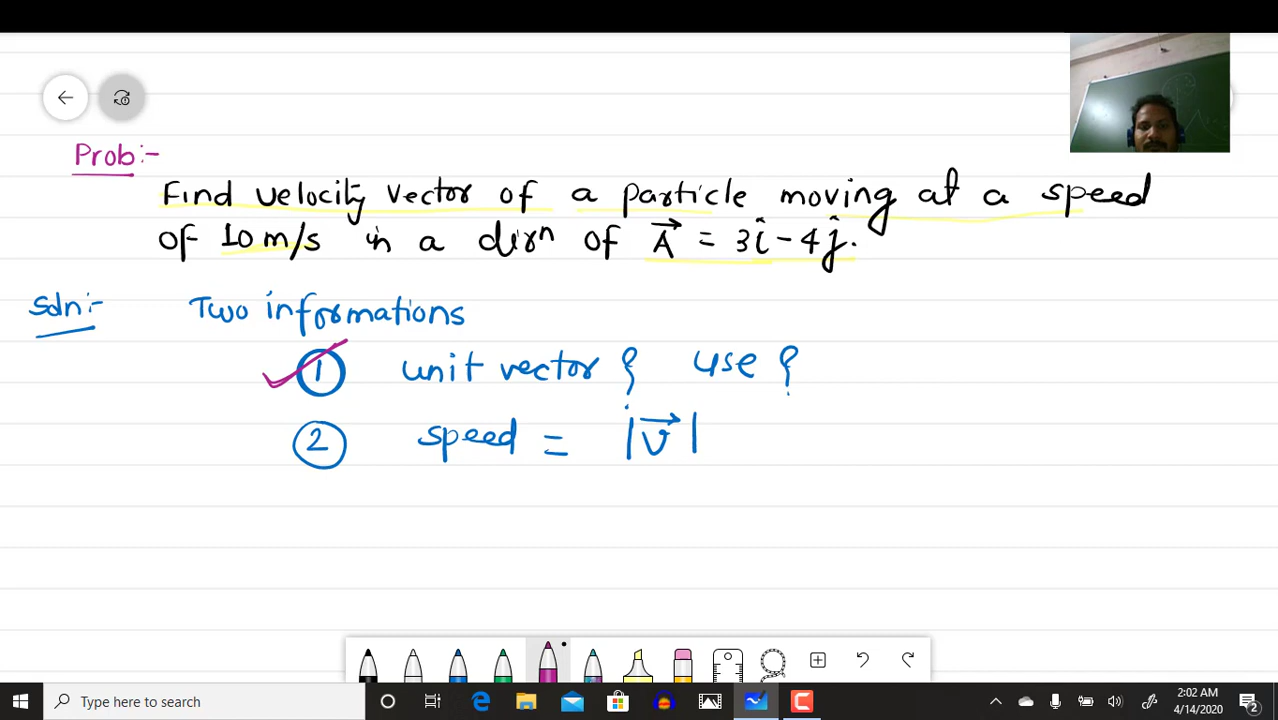 Prob:-
Find velocity vector of a particle moving at a speed
of 10 m/s in a dirn of A⃗ = 3î - 4ĵ.
Soln:-
Two informations
① unit vector ? use ?
② speed = |v⃗|
Type here to search
2:02 AM
4/14/2020
2